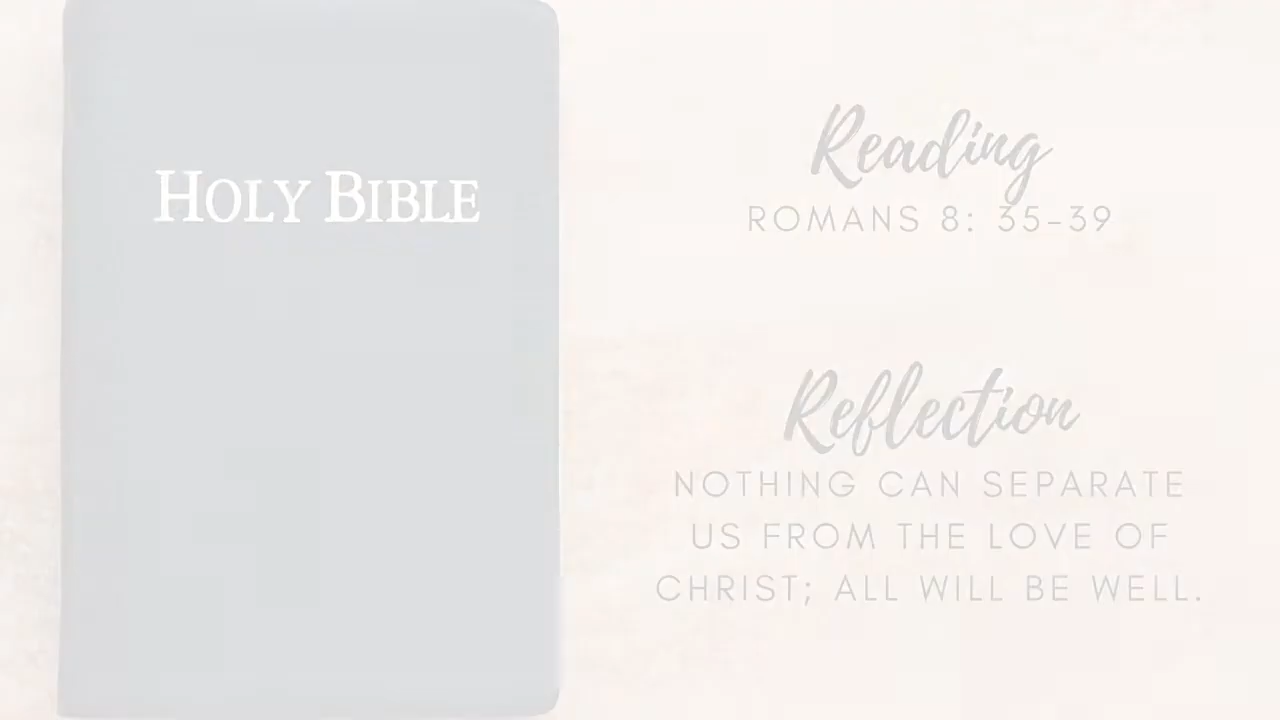 HOLY BIBLE
Reading
ROMANS 8: 35-39
Reflection
NOTHING CAN SEPARATE
US FROM THE LOVE OF
CHRIST; ALL WILL BE WELL.